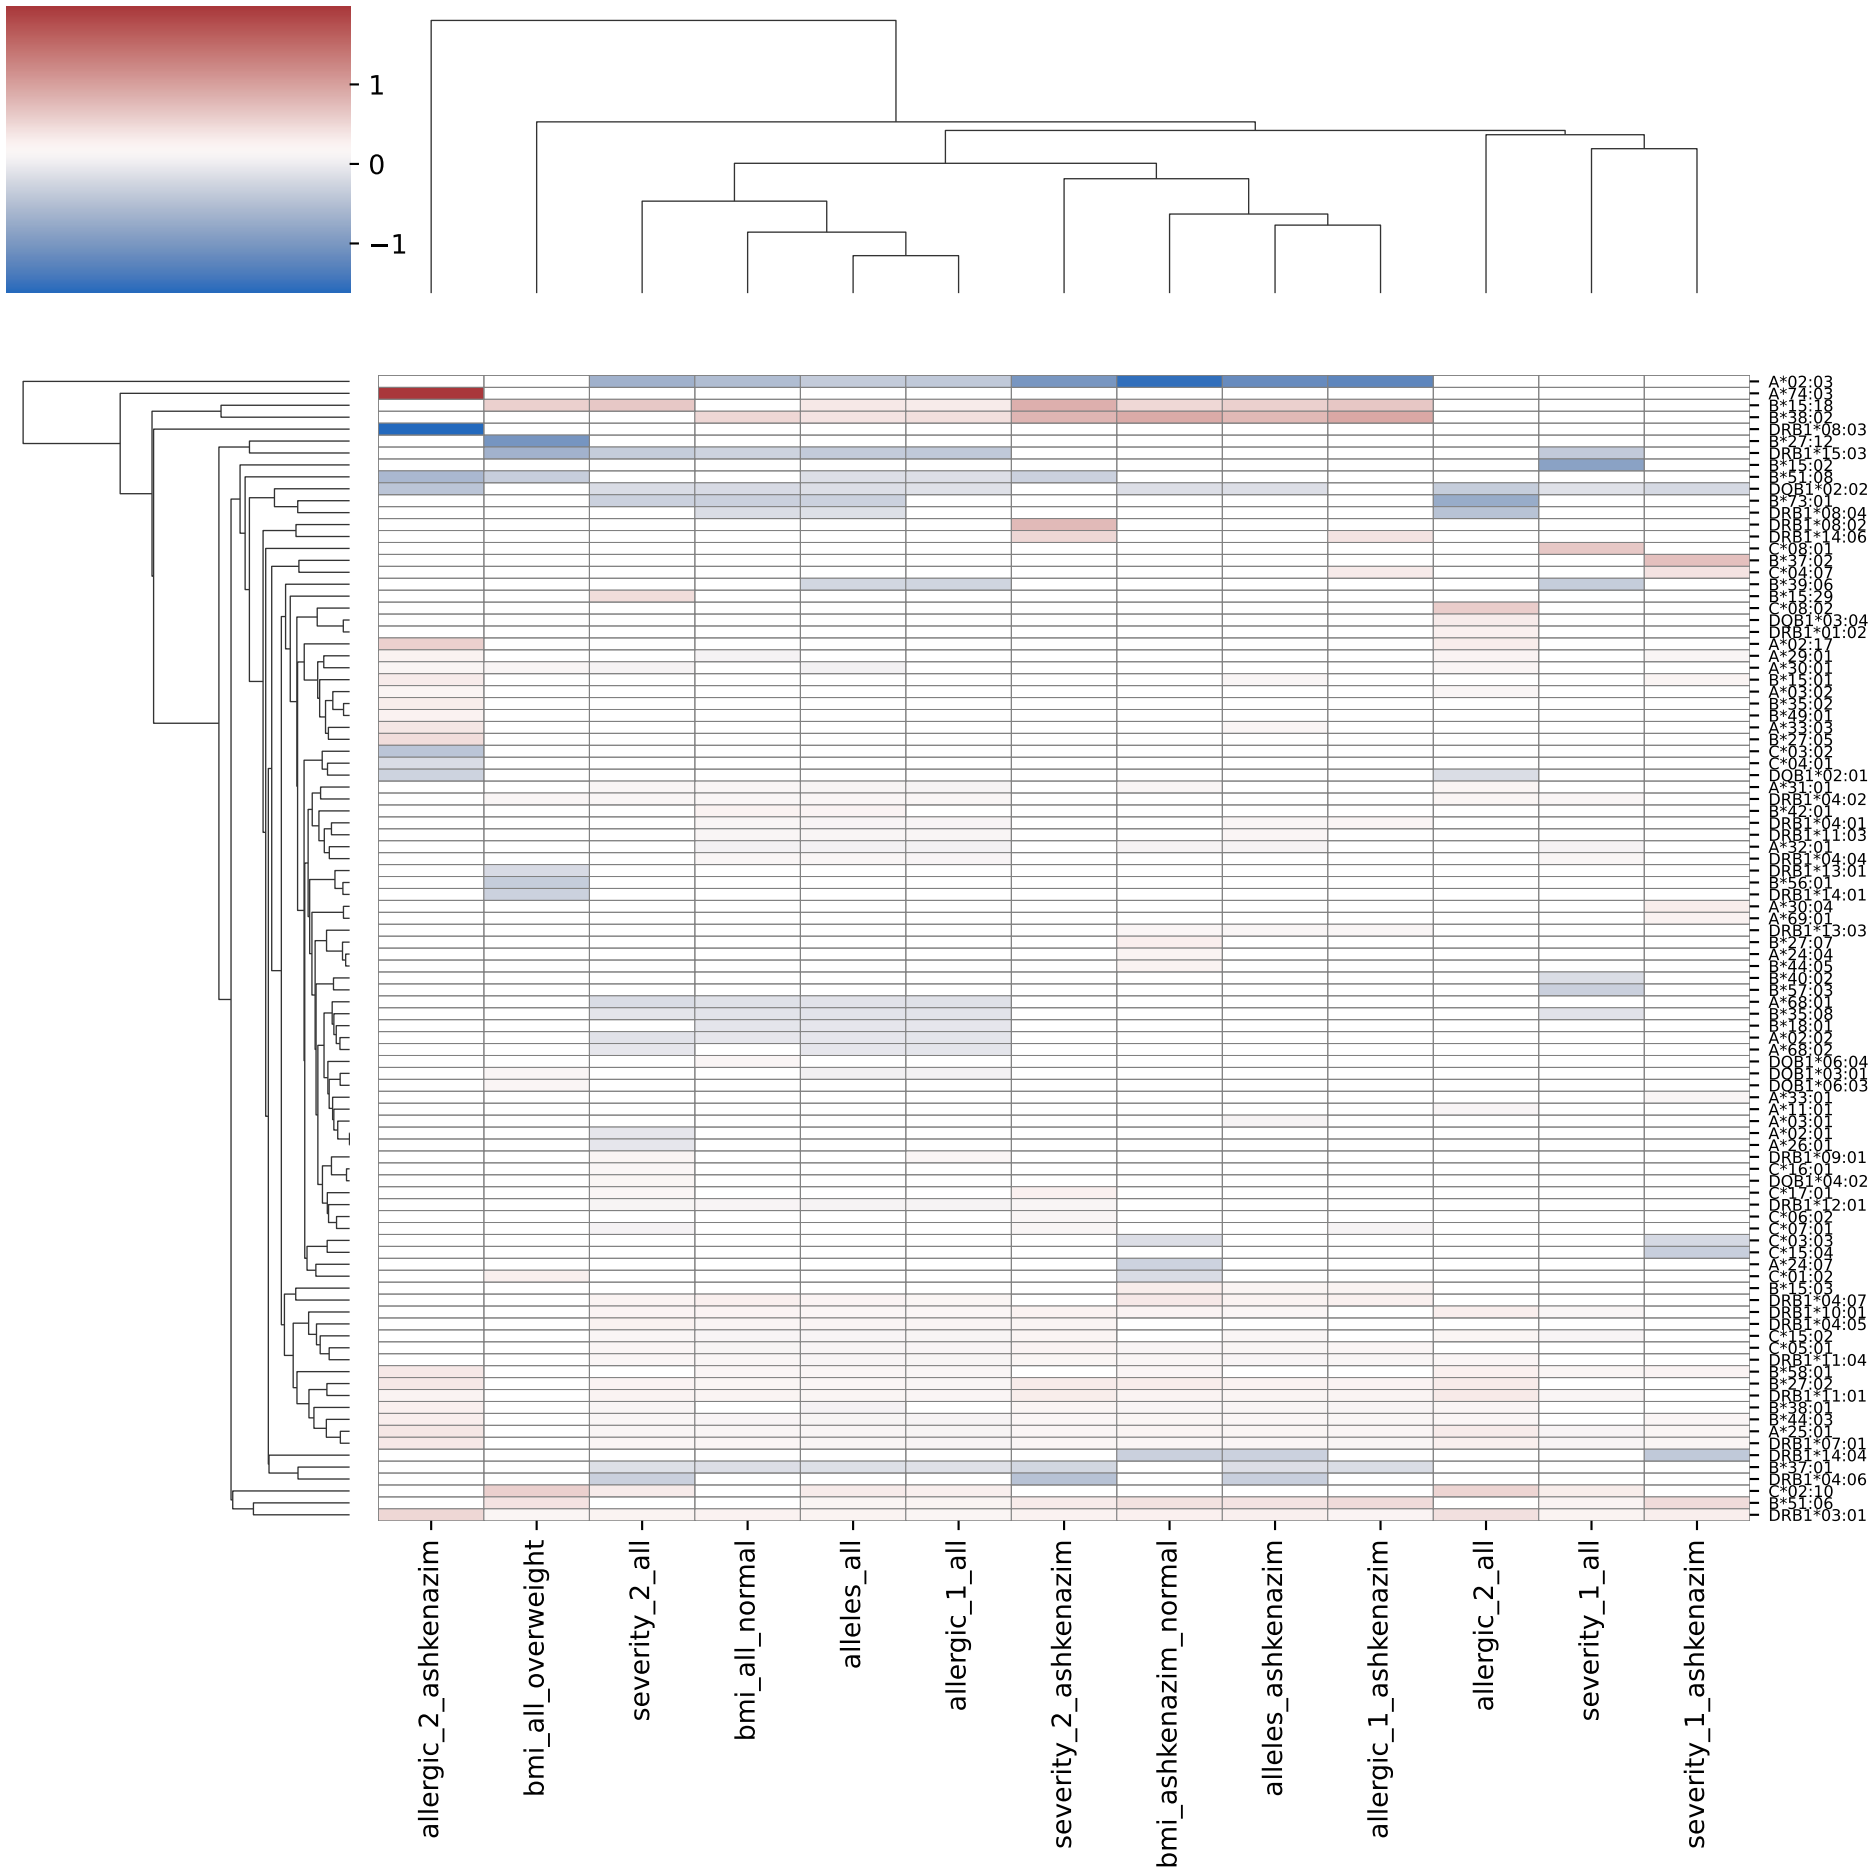 1
0
−1
A*02:03
A*74:03
B*15:18
B*38:02
DRB1*08:03
B*27:12
DRB1*15:03
B*15:02
B*51:08
DQB1*02:02
B*73:01
DRB1*08:04
DRB1*08:02
DRB1*14:06
C*08:01
B*37:02
C*04:07
B*39:06
B*15:29
C*08:02
DQB1*03:04
DRB1*01:02
A*02:17
A*29:01
A*30:01
B*15:01
A*03:02
B*35:02
B*49:01
A*33:03
B*27:05
C*03:02
C*04:01
DQB1*02:01
A*31:01
DRB1*04:02
B*42:01
DRB1*04:01
DRB1*11:03
A*32:01
DRB1*04:04
DRB1*13:01
B*56:01
DRB1*14:01
A*30:04
A*69:01
DRB1*13:03
B*27:07
A*24:04
B*44:05
B*40:02
B*57:03
A*68:01
B*35:08
B*18:01
A*02:02
A*68:02
DQB1*06:04
DQB1*03:01
DQB1*06:03
A*33:01
A*11:01
A*03:01
A*02:01
A*26:01
DRB1*09:01
C*16:01
DQB1*04:02
C*17:01
DRB1*12:01
C*06:02
C*07:01
C*03:03
C*15:04
A*24:07
C*01:02
B*15:03
DRB1*04:07
DRB1*10:01
DRB1*04:05
C*15:02
C*05:01
DRB1*11:04
B*58:01
B*27:02
DRB1*11:01
B*38:01
B*44:03
A*25:01
DRB1*07:01
DRB1*14:04
B*37:01
DRB1*04:06
C*02:10
B*51:06
DRB1*03:01
allergic_2_ashkenazim
bmi_all_overweight
severity_2_all
bmi_all_normal
alleles_all
allergic_1_all
severity_2_ashkenazim
bmi_ashkenazim_normal
alleles_ashkenazim
allergic_1_ashkenazim
allergic_2_all
severity_1_all
severity_1_ashkenazim